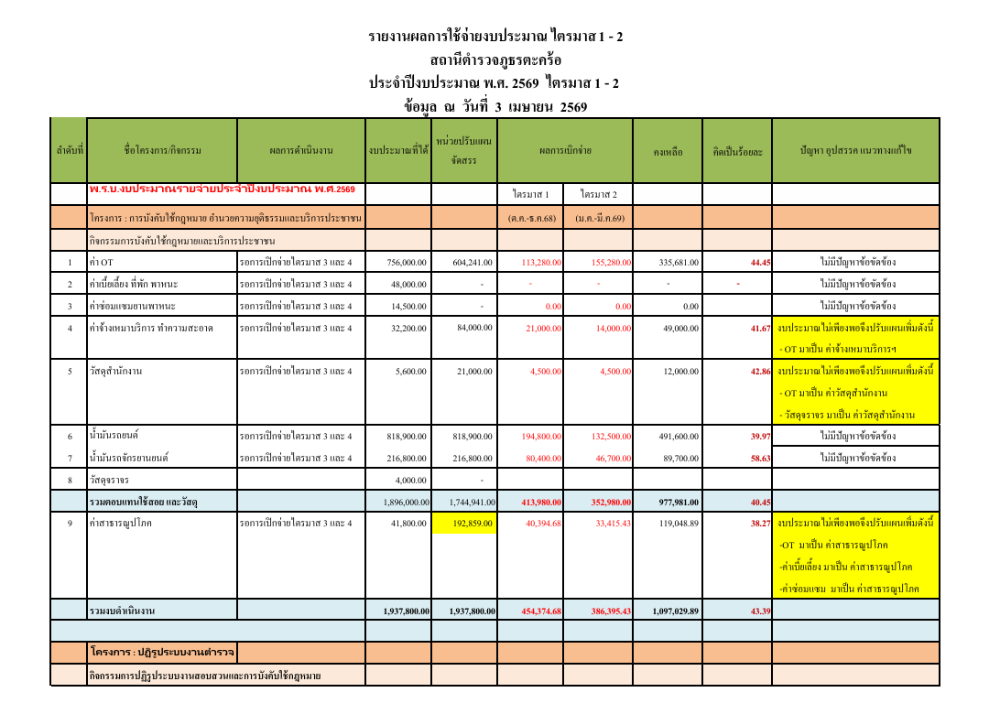 รายงานผลการใช้จ่ายงบประมาณ ไตรมาส 1 - 2
สถานีตำรวจภูธรตะคร้อ
ประจำปีงบประมาณ พ.ศ. 2569 ไตรมาส 1 - 2
ข้อมูล ณ วันที่ 3 เมษายน 2569
ลำดับที่ ชื่อโครงการ/กิจกรรม ผลการดำเนินงาน งบประมาณที่ได้ หน่วยปรับแผน ผลการเบิกจ่าย คงเหลือ คิดเป็นร้อยละ ปัญหา อุปสรรค แนวทางแก้ไข
จัดสรร
พ.ร.บ.งบประมาณรายจ่ายประจำปีงบประมาณ พ.ศ.2569 ไตรมาส 1 ไตรมาส 2
โครงการ : การบังคับใช้กฎหมาย อำนวยความยุติธรรมและบริการประชาชน (ต.ค.-ธ.ค.68) (ม.ค.-มี.ค.69)
กิจกรรมการบังคับใช้กฎหมายและบริการประชาชน
1 ค่า OT รอการเบิกจ่ายไตรมาส 3 และ 4 756,000.00 604,241.00 113,280.00 155,280.00 335,681.00 44.45 ไม่มีปัญหาข้อขัดข้อง
2 ค่าเบี้ยเลี้ยง ที่พัก พาหนะ รอการเบิกจ่ายไตรมาส 3 และ 4 48,000.00 - - - - - ไม่มีปัญหาข้อขัดข้อง
3 ค่าซ่อมแซมยานพาหนะ รอการเบิกจ่ายไตรมาส 3 และ 4 14,500.00 - 0.00 0.00 0.00 ไม่มีปัญหาข้อขัดข้อง
4 ค่าจ้างเหมาบริการ ทำความสะอาด รอการเบิกจ่ายไตรมาส 3 และ 4 32,200.00 84,000.00 21,000.00 14,000.00 49,000.00 41.67 งบประมาณไม่เพียงพอจึงปรับแผนเพิ่มดังนี้
- OT มาเป็น ค่าจ้างเหมาบริการฯ
5 วัสดุสำนักงาน รอการเบิกจ่ายไตรมาส 3 และ 4 5,600.00 21,000.00 4,500.00 4,500.00 12,000.00 42.86 งบประมาณไม่เพียงพอจึงปรับแผนเพิ่มดังนี้
- OT มาเป็น ค่าวัสดุสำนักงาน
- วัสดุจราจร มาเป็น ค่าวัสดุสำนักงาน
6 น้ำมันรถยนต์ รอการเบิกจ่ายไตรมาส 3 และ 4 818,900.00 818,900.00 194,800.00 132,500.00 491,600.00 39.97 ไม่มีปัญหาข้อขัดข้อง
7 น้ำมันรถจักรยานยนต์ รอการเบิกจ่ายไตรมาส 3 และ 4 216,800.00 216,800.00 80,400.00 46,700.00 89,700.00 58.63 ไม่มีปัญหาข้อขัดข้อง
8 วัสดุจราจร 4,000.00 -
รวมตอบแทนใช้สอย และวัสดุ 1,896,000.00 1,744,941.00 413,980.00 352,980.00 977,981.00 40.45
9 ค่าสาธารณูปโภค รอการเบิกจ่ายไตรมาส 3 และ 4 41,800.00 192,859.00 40,394.68 33,415.43 119,048.89 38.27 งบประมาณไม่เพียงพอจึงปรับแผนเพิ่มดังนี้
-OT มาเป็น ค่าสาธารณูปโภค
-ค่าเบี้ยเลี้ยง มาเป็น ค่าสาธารณูปโภค
-ค่าซ่อมแซม มาเป็น ค่าสาธารณูปโภค
รวมงบดำเนินงาน 1,937,800.00 1,937,800.00 454,374.68 386,395.43 1,097,029.89 43.39
โครงการ : ปฏิรูประบบงานตำรวจ
กิจกรรมการปฏิรูประบบงานสอบสวนและการบังคับใช้กฎหมาย